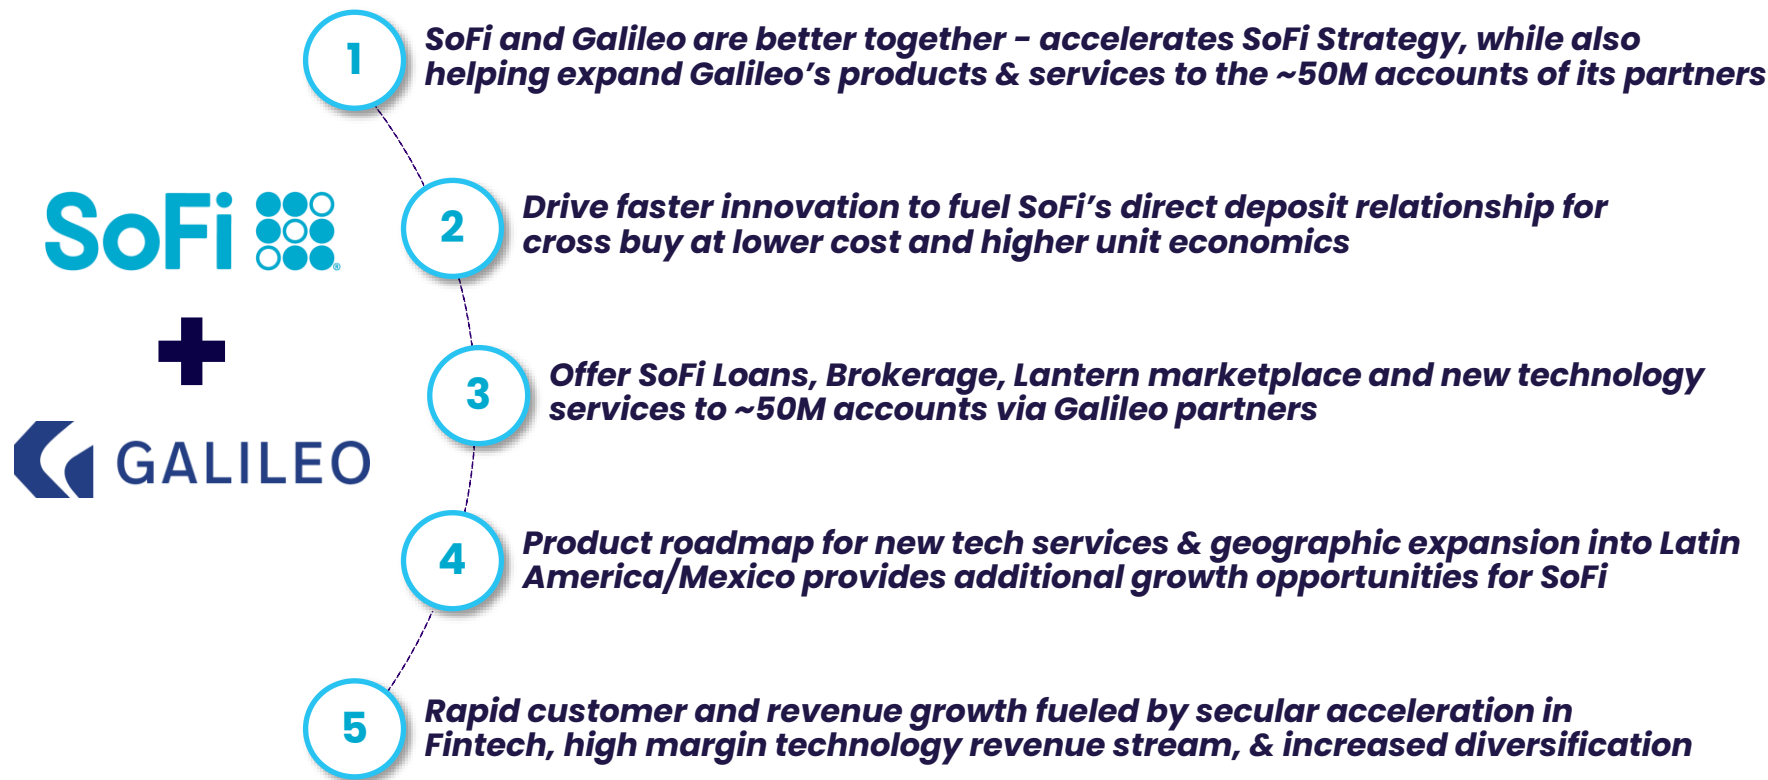 1
SoFi and Galileo are better together - accelerates SoFi Strategy, while also
helping expand Galileo's products & services to the ~50M accounts of its partners
SoFi
®
+
GALILEO
2
Drive faster innovation to fuel SoFi's direct deposit relationship for
cross buy at lower cost and higher unit economics
3
Offer SoFi Loans, Brokerage, Lantern marketplace and new technology
services to ~50M accounts via Galileo partners
4
Product roadmap for new tech services & geographic expansion into Latin
America/Mexico provides additional growth opportunities for SoFi
5
Rapid customer and revenue growth fueled by secular acceleration in
Fintech, high margin technology revenue stream, & increased diversification